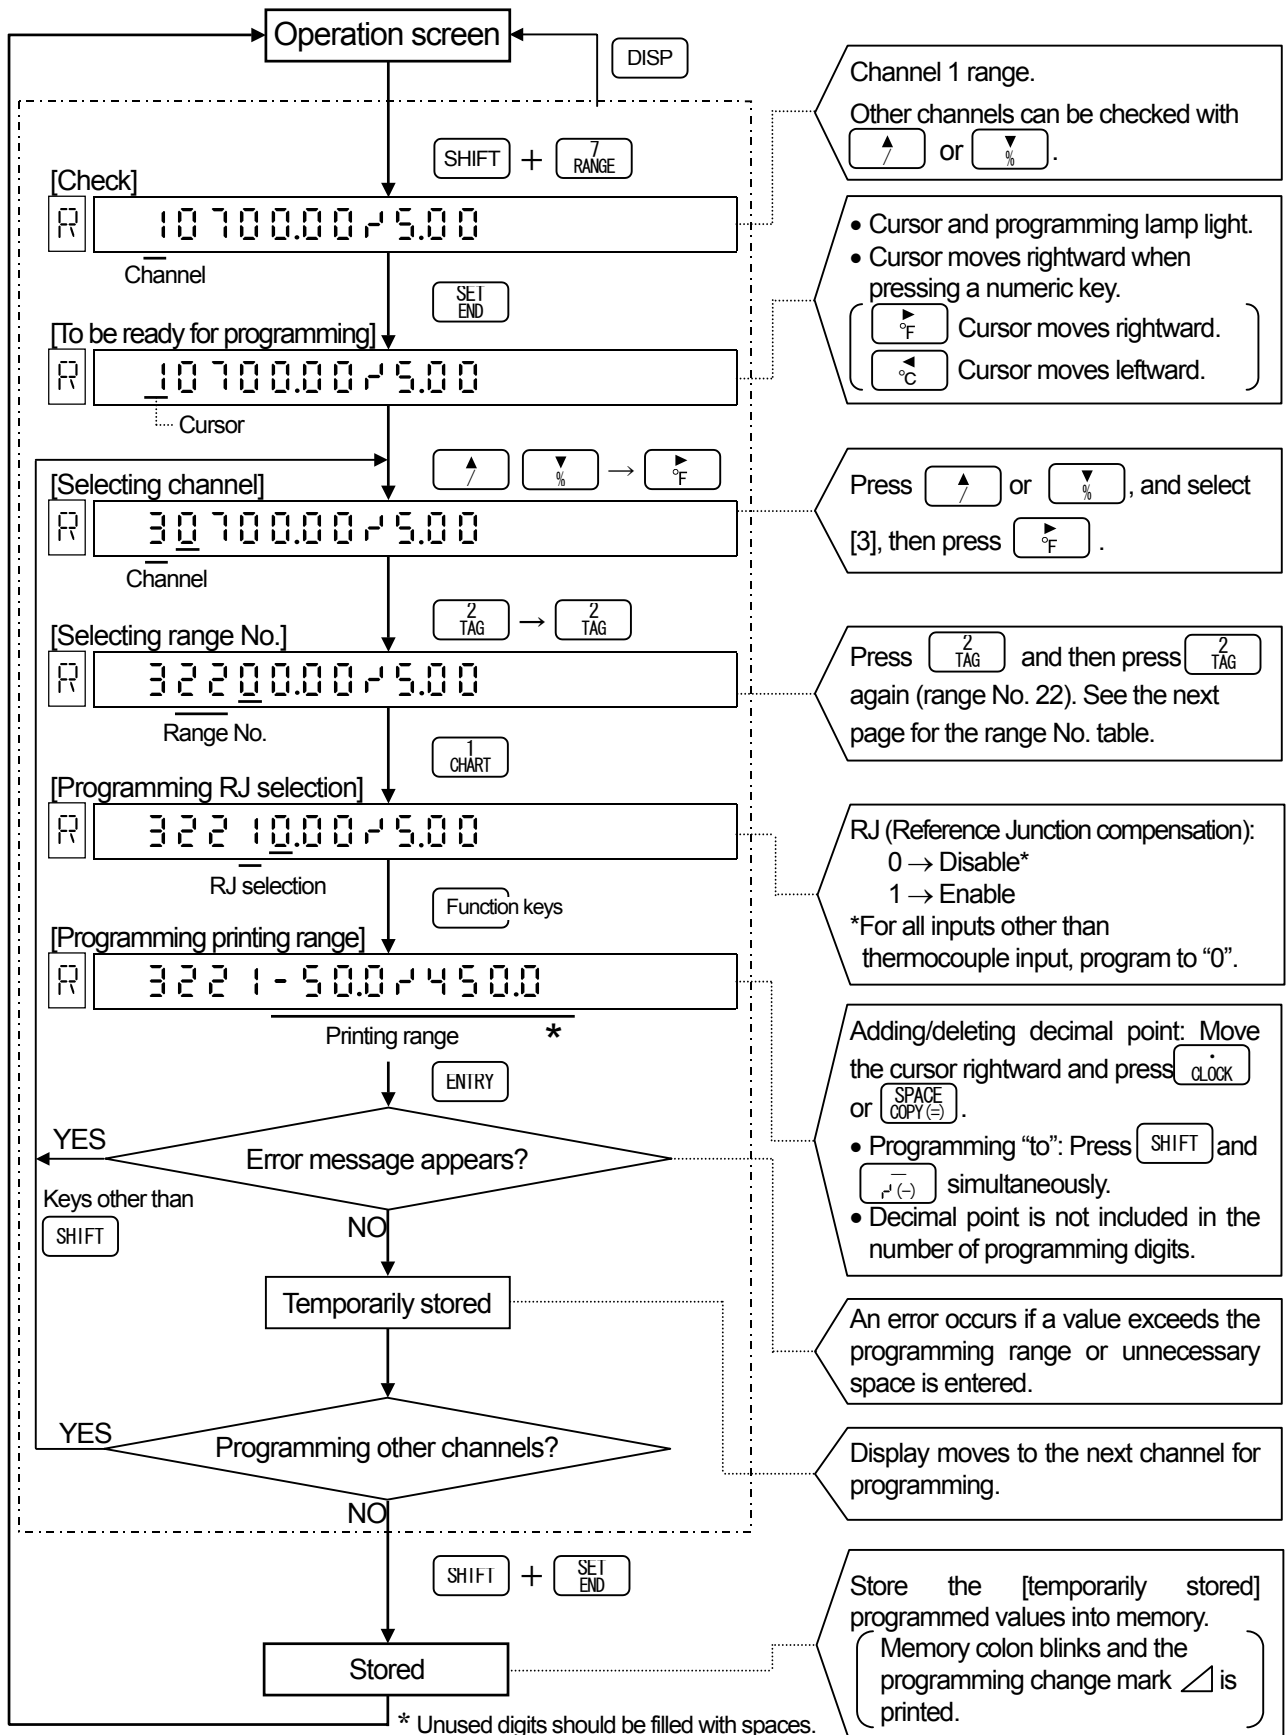 Operation screen
DISP
Channel 1 range.
Other channels can be checked with
/ or % .
SHIFT + 7 RANGE
[Check]
R 10700.00 / 5.00
Channel
• Cursor and programming lamp light.
• Cursor moves rightward when
pressing a numeric key.
°F Cursor moves rightward.
°C Cursor moves leftward.
SET END
[To be ready for programming]
R 10700.00 / 5.00
Cursor
/ % → °F
[Selecting channel]
R 30700.00 / 5.00
Channel
Press / or % , and select
[3], then press °F .
2 TAG → 2 TAG
[Selecting range No.]
R 32200.00 / 5.00
Range No.
Press 2 TAG and then press 2 TAG
again (range No. 22). See the next
page for the range No. table.
1 CHART
[Programming RJ selection]
R 32210.00 / 5.00
RJ selection
RJ (Reference Junction compensation):
0 → Disable*
1 → Enable
*For all inputs other than
thermocouple input, program to “0”.
Function keys
[Programming printing range]
R 3221-50.0 / 450.0
Printing range *
Adding/deleting decimal point: Move
the cursor rightward and press . CLOCK
or SPACE COPY (=) .
• Programming “to”: Press SHIFT and
— (–) simultaneously.
• Decimal point is not included in the
number of programming digits.
ENTRY
Error message appears?
YES
NO
Keys other than
SHIFT
An error occurs if a value exceeds the
programming range or unnecessary
space is entered.
Temporarily stored
Display moves to the next channel for
programming.
Programming other channels?
YES
NO
SHIFT + SET END
Stored
Store the [temporarily stored]
programmed values into memory.
Memory colon blinks and the
programming change mark is
printed.
* Unused digits should be filled with spaces.